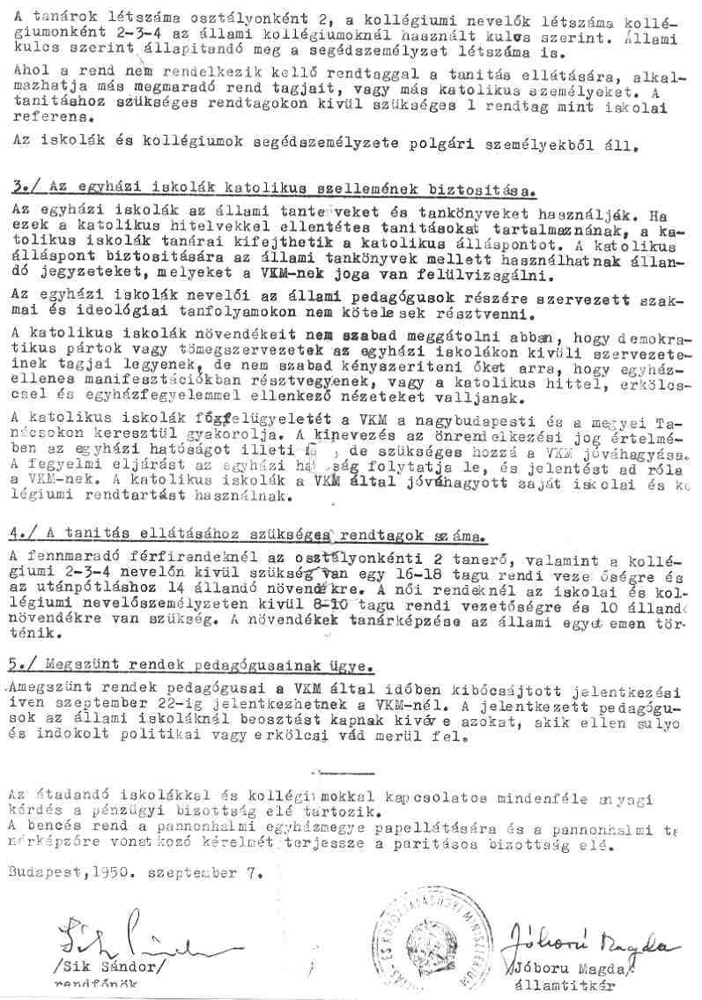 A tanárok létszáma osztályonként 2, a kollégiumi nevelők létszáma kollé-
giumonként 2-3-4 az állami kollégiumoknál használt kulcs szerint. Állami
kulcs szerint állapitandó meg a segédszemélyzet létszáma is.
Ahol a rend nem rendelkezik kellő rendtaggal a tanitás ellátására, alkal-
mazhatja más megmaradó rend tagjait, vagy más katolikus személyeket. A
tanitáshoz szükséges rendtagokon kivül szükséges 1 rendtag mint iskolai
referens.
Az iskolák és kollégiumok segédszemélyzete polgári személyekből áll.
3./ Az egyházi iskolák katolikus szellemének biztositása.
Az egyházi iskolák az állami tanterveket és tankönyveket használják. Ha
ezek a katolikus hitelvekkel ellentétes tanitásokat tartalmaznának, a ka-
tolikus iskolák tanárai kifejthetik a katolikus álláspontot. A katolikus
álláspont biztositására az állami tankönyvek mellett használhatnak állan-
dó jegyzeteket, melyeket a VKM-nek joga van felülvizsgálni.
Az egyházi iskolák nevelői az állami pedagógusok részére szervezett szak-
mai és ideológiai tanfolyamokon nem kötelesek résztvenni.
A katolikus iskolák növendékeit nem szabad meggátolni abban, hogy demokra-
tikus pártok vagy tömegszervezetek az egyházi iskolákon kivüli szervezete-
inek tagjai legyenek, de nem szabad kényszeriteni őket arra, hogy egyház-
ellenes manifesztációkban résztvegyenek, vagy a katolikus hittel, erkölcs-
csel és egyházfegyelemmel ellenkező nézeteket valljanak.
A katolikus iskolák főgfelügyeletét a VKM a nagybudapesti és a megyei Ta-
nácsokon keresztül gyakorolja. A kinevezés az önrendelkezési jog értelmé-
ben az egyházi hatóságot illeti , de szükséges hozzá a VKM jóváhagyása.
A fegyelmi eljárást az egyházi hatóság folytatja le, és jelentést ad róla
a VKM-nek. A katolikus iskolák a VKM által jóváhagyott saját iskolai és ko
légiumi rendtartást használnak.
4./ A tanitás ellátásához szükséges rendtagok száma.
A fennmaradó férfirendeknél az osztályonkénti 2 tanerő, valamint a kollé-
giumi 2-3-4 nevelőn kivül szükség van egy 16-18 tagu rendi vezetőségre és
az utánpótláshoz 14 állandó növendékre. A női rendeknél az iskolai és kol-
légiumi nevelőszemélyzeten kivül 8-10 tagu rendi vezetőségre és 10 állandó
növendékre van szükség. A növendékek tanárképzése az állami egyetemen tör-
ténik.
5./ Megszünt rendek pedagógusainak ügye.
Amegszünt rendek pedagógusai a VKM által időben kibócsájtott jelentkezési
iven szeptember 22-ig jelentkezhetnek a VKM-nél. A jelentkezett pedagógu-
sok az állami iskoláknál beosztást kapnak kivéve azokat, akik ellen sulyo
és indokolt politikai vagy erkölcsi vád merül fel.
Az átadandó iskolákkal és kollégiumokkal kapcsolatos mindenféle anyagi
kérdés a pénzügyi bizottság elé tartozik.
A bencés rend a pannonhalmi egyházmegye papellátására és a pannonhalmi ta
nárképzőre vonatkozó kérelmét terjessze a paritásos bizottság elé.
Budapest,1950. szeptember 7.
Sík Sándor
Jóború Magda
/Sik Sándor/
/Jóboru Magda/
rendfőnök
államtitkár
ÉS KÖZOKTATÁSÜGYI MINISZTÉRIUM